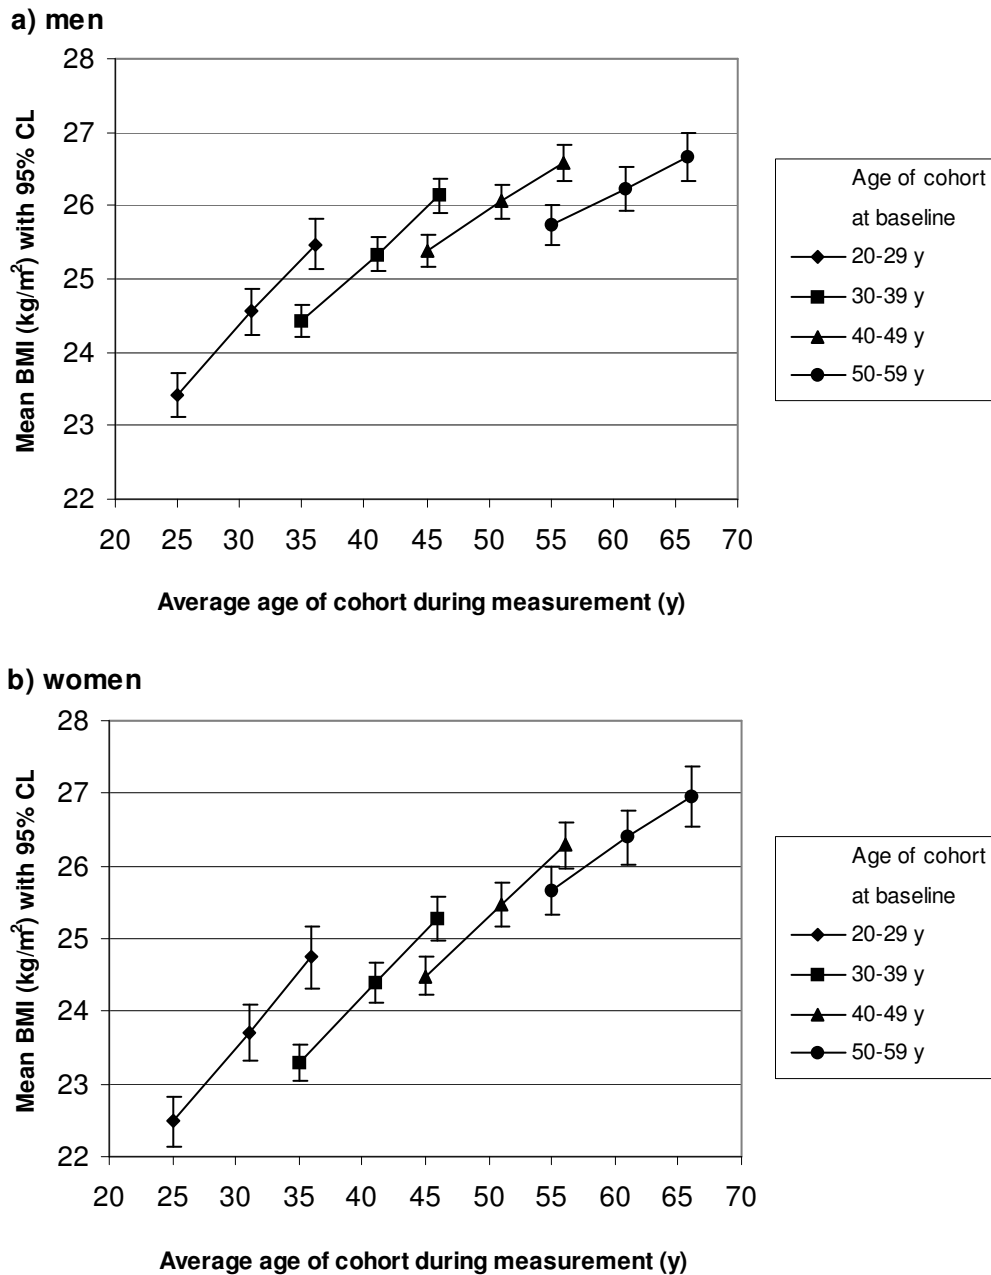 a) men
Mean BMI (kg/m²) with 95% CL
28
27
26
25
24
23
22
20 25 30 35 40 45 50 55 60 65 70
Average age of cohort during measurement (y)
Age of cohort
at baseline
20-29 y
30-39 y
40-49 y
50-59 y
b) women
Mean BMI (kg/m²) with 95% CL
28
27
26
25
24
23
22
20 25 30 35 40 45 50 55 60 65 70
Average age of cohort during measurement (y)
Age of cohort
at baseline
20-29 y
30-39 y
40-49 y
50-59 y